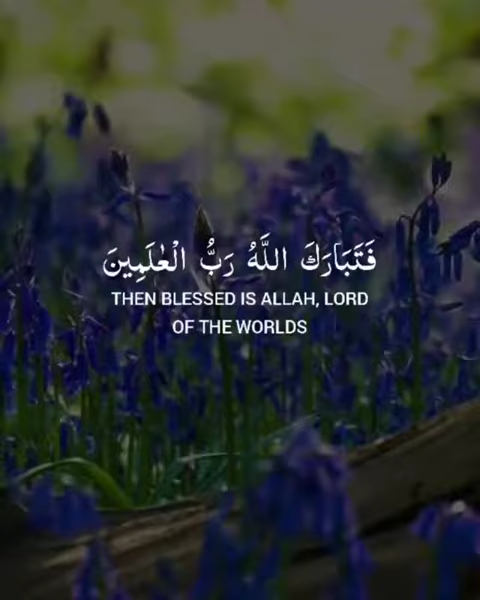 فَتَبَارَكَ اللَّهُ رَبُّ الْعٰلَمِينَ
THEN BLESSED IS ALLAH, LORD
OF THE WORLDS